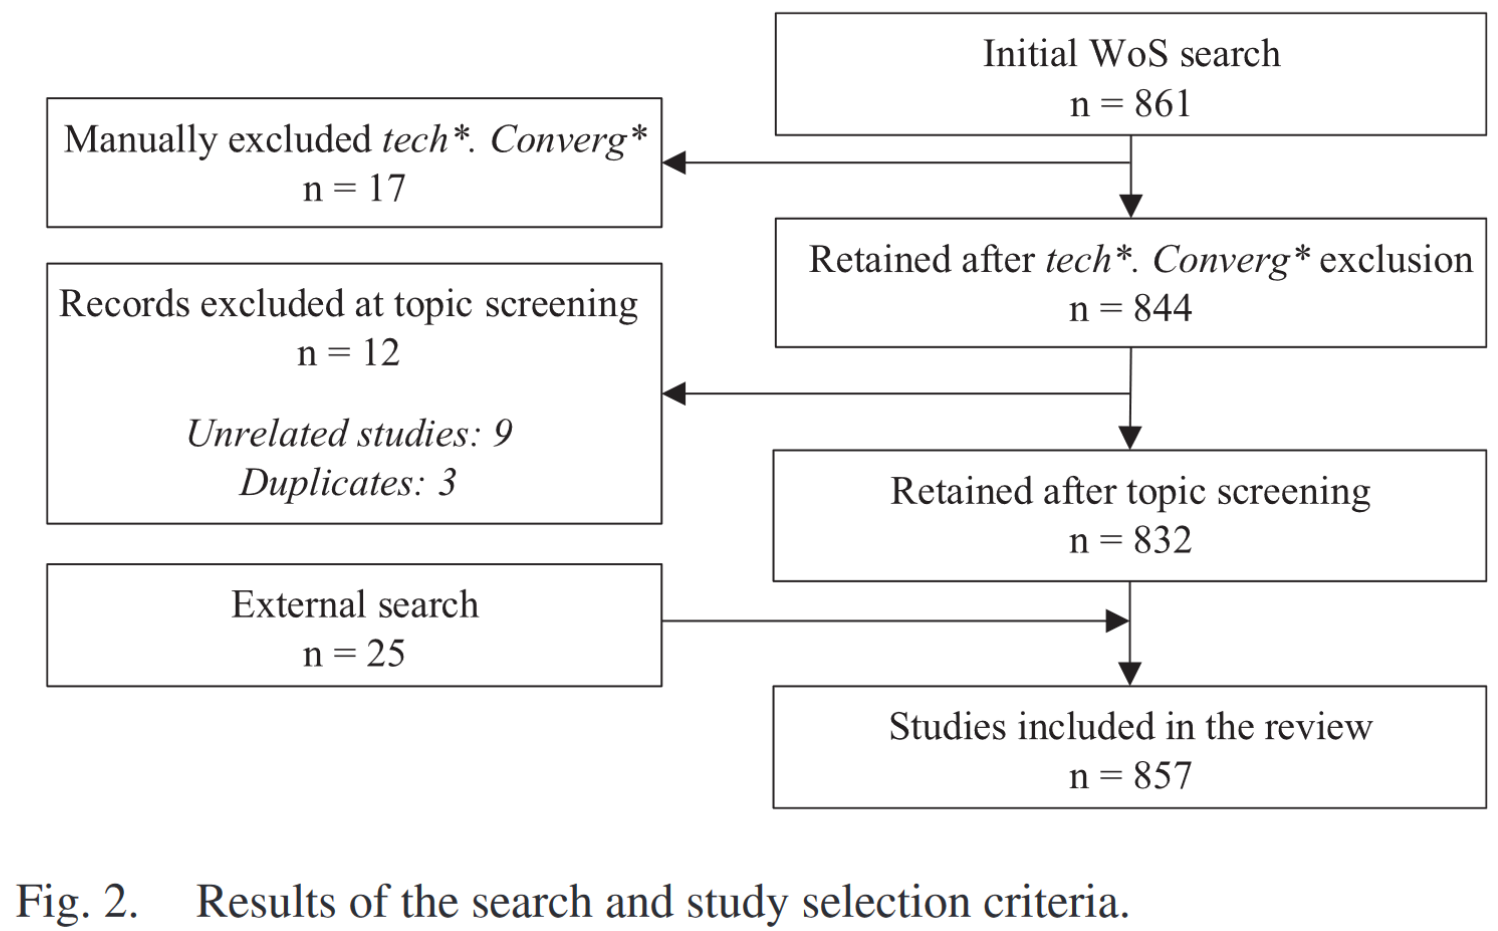 Initial WoS search
n = 861
Manually excluded tech*. Converg*
n = 17
Retained after tech*. Converg* exclusion
n = 844
Records excluded at topic screening
n = 12
Unrelated studies: 9
Duplicates: 3
Retained after topic screening
n = 832
External search
n = 25
Studies included in the review
n = 857
Fig. 2. Results of the search and study selection criteria.